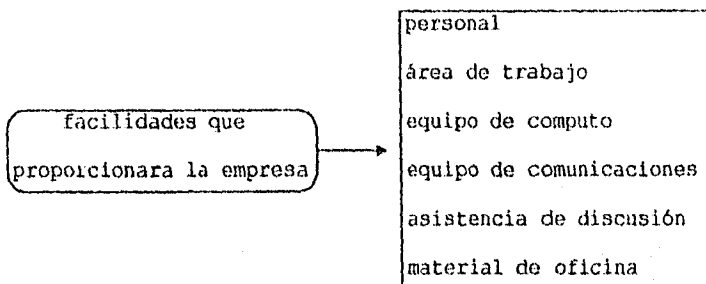 facilidades que
proporcionara la empresa
personal
área de trabajo
equipo de computo
equipo de comunicaciones
asistencia de discusión
material de oficina